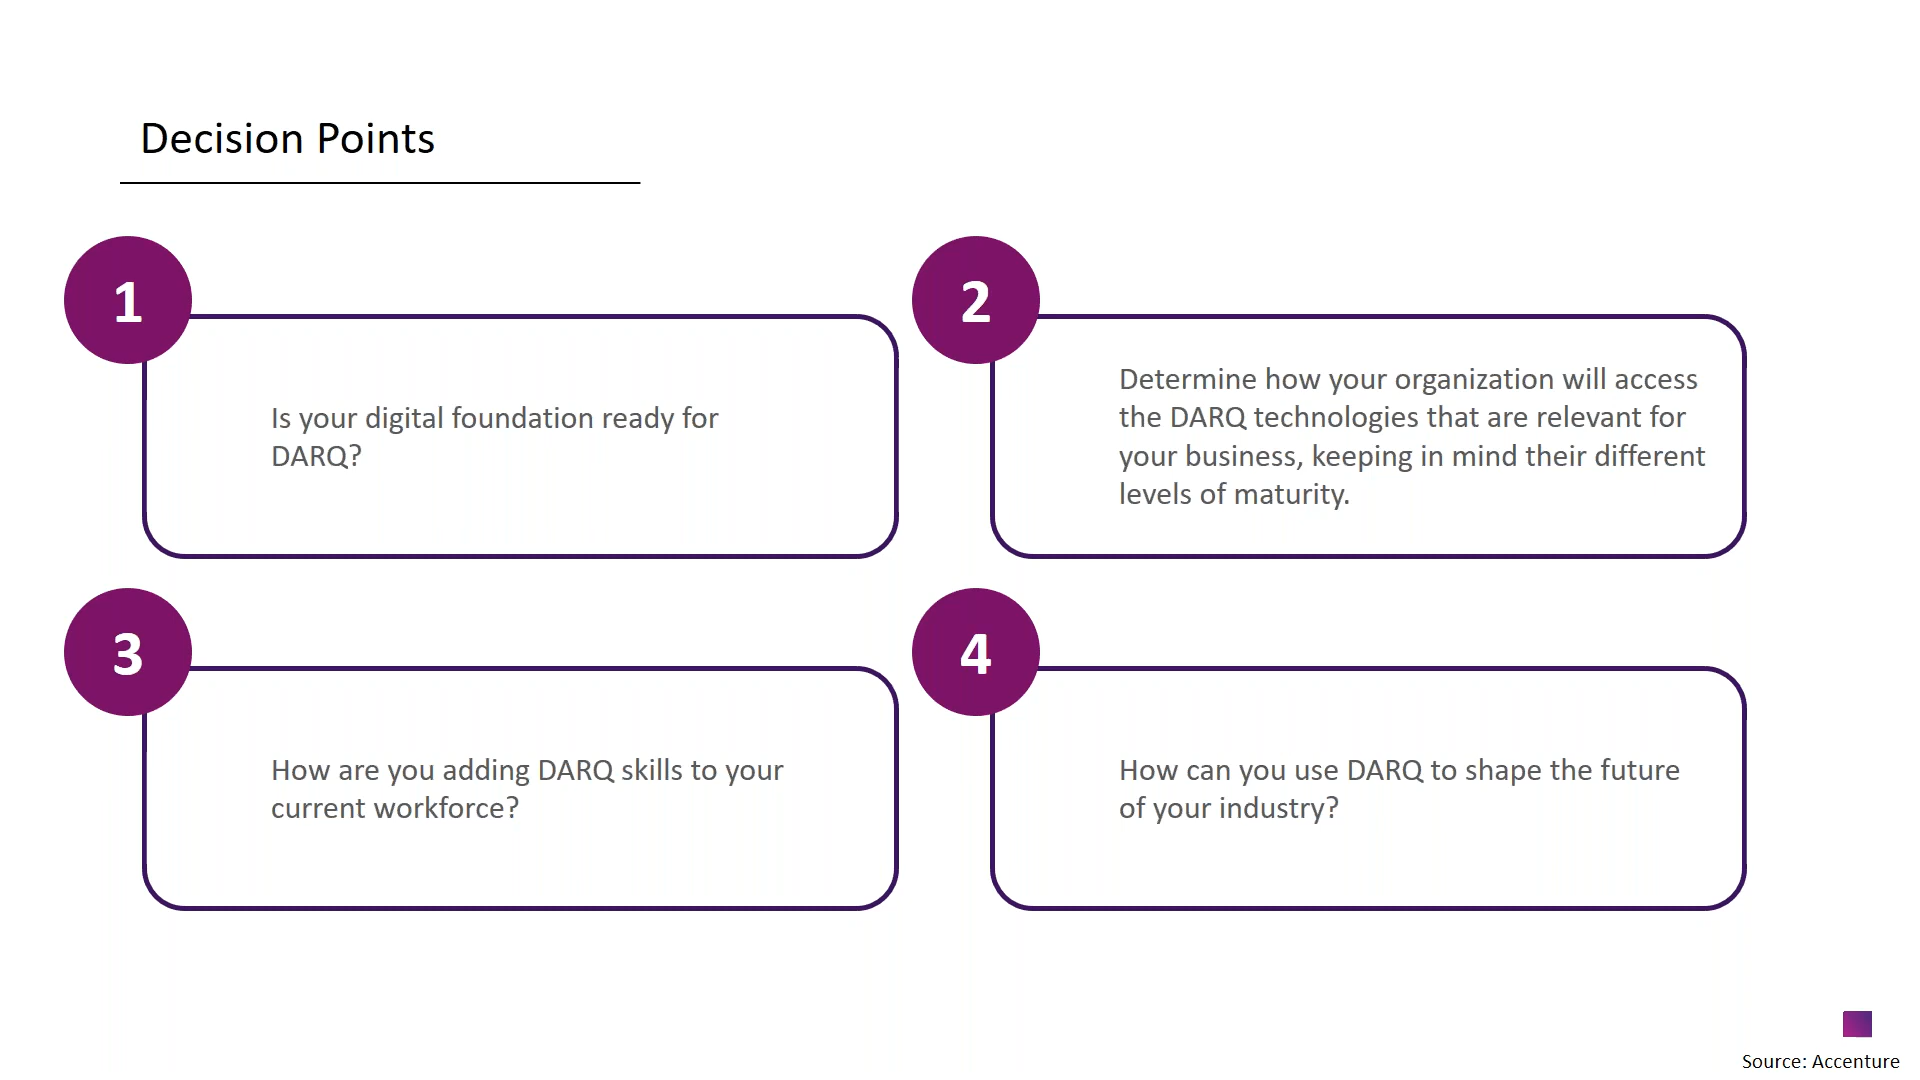 Decision Points
1
Is your digital foundation ready for
DARQ?
2
Determine how your organization will access
the DARQ technologies that are relevant for
your business, keeping in mind their different
levels of maturity.
3
How are you adding DARQ skills to your
current workforce?
4
How can you use DARQ to shape the future
of your industry?
Source: Accenture